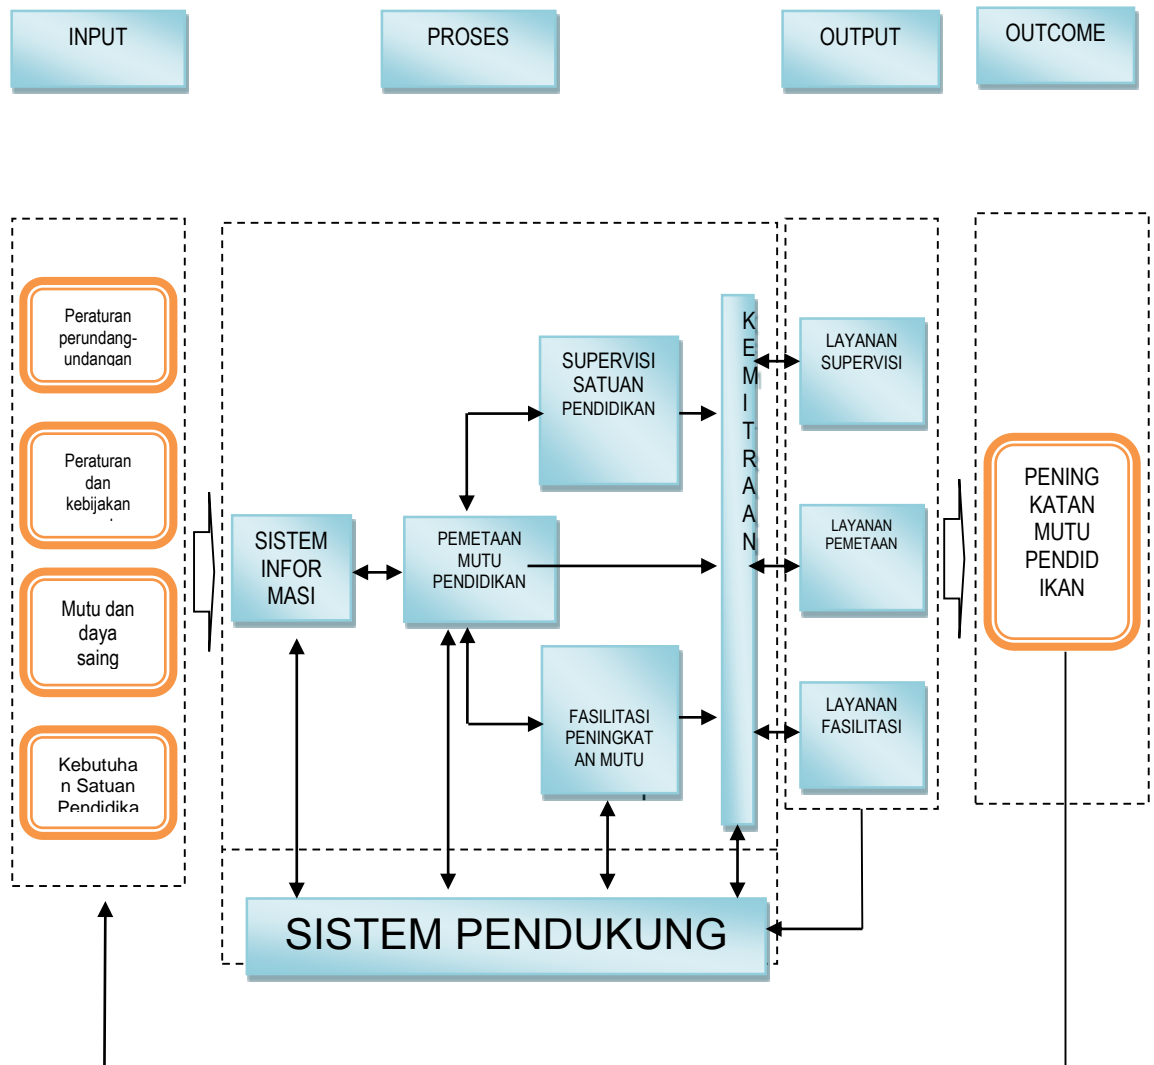 INPUT
PROSES
OUTPUT
OUTCOME
Peraturan
perundang-
undangan
Peraturan
dan
kebijakan
Mutu dan
daya
saing
Kebutuha
n Satuan
Pendidika
SISTEM
INFOR
MASI
PEMETAAN
MUTU
PENDIDIKAN
SUPERVISI
SATUAN
PENDIDIKAN
FASILITASI
PENINGKAT
AN MUTU
K
E
M
I
T
R
A
A
N
LAYANAN
SUPERVISI
LAYANAN
PEMETAAN
LAYANAN
FASILITASI
PENING
KATAN
MUTU
PENDID
IKAN
SISTEM PENDUKUNG